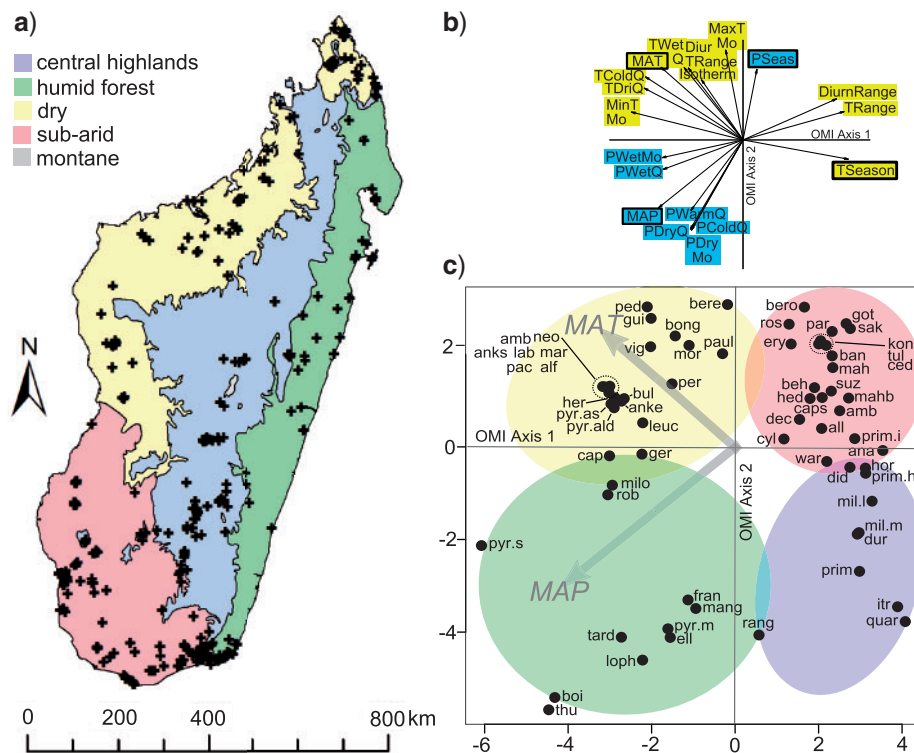 a)
central highlands
humid forest
dry
sub-arid
montane
N
0 200 400 800 km
b)
MaxT
Mo
TWet
Q
Diur
TRange
Isotherm
MAT
PSeas
TColdQ
TDriQ
MinT
Mo
DiurnRange
TRange
OMI Axis 1
OMI Axis 2
PWetMo
PWetQ
TSeason
MAP
PWarmQ
PDryQ
PColdQ
PDry
Mo
c)
ped
gui
bere
bero
got
sak
ros
par
MAT
bong
paul
ery
kon
tul
ced
amb neo
anks lab mar
pac alf
vig
mor
ban
mah
per
beh
suz
her
bul
anke
hed
caps
mahb
amb
pyr.as
pyr.ald
leuc
dec
all
OMI Axis 1
cyl
prim.i
ana
cap
ger
war
did
hor
prim.h
milo
rob
OMI Axis 2
mil.l
pyr.s
mil.m
dur
MAP
prim
fran
mang
itr
quar
tard
pyr.m
ell
rang
loph
boi
thu
2
0
-2
-4
-6 -4 -2 0 2 4